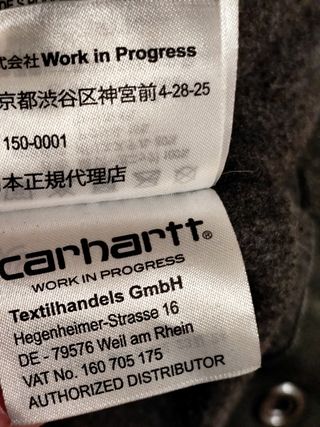 式会社Work in Progress
京都渋谷区神宮前4-28-25
150-0001
本正規代理店
carhartt®
WORK IN PROGRESS
Textilhandels GmbH
Hegenheimer-Strasse 16
DE - 79576 Weil am Rhein
VAT No. 160 705 175
AUTHORIZED DISTRIBUTOR